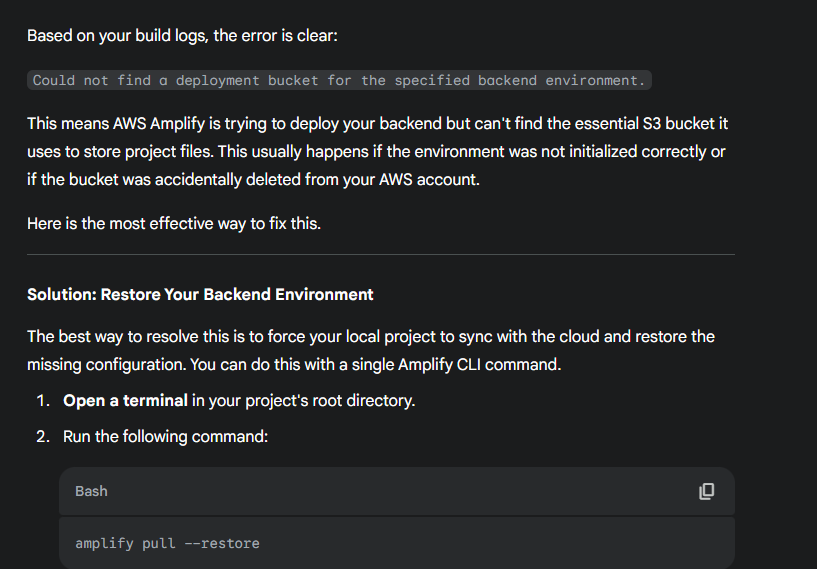 Based on your build logs, the error is clear:
Could not find a deployment bucket for the specified backend environment.
This means AWS Amplify is trying to deploy your backend but can't find the essential S3 bucket it
uses to store project files. This usually happens if the environment was not initialized correctly or
if the bucket was accidentally deleted from your AWS account.
Here is the most effective way to fix this.
Solution: Restore Your Backend Environment
The best way to resolve this is to force your local project to sync with the cloud and restore the
missing configuration. You can do this with a single Amplify CLI command.
1. Open a terminal in your project's root directory.
2. Run the following command:
Bash
amplify pull --restore